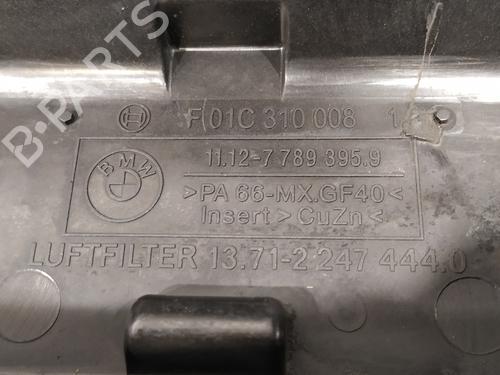 B-PARTS
F 01C 310 008 1
BMW
11.12-7 789 395.9
>PA 66-MX.GF40<
Insert >CuZn<
LUFTFILTER 13.71-2 247 444.0